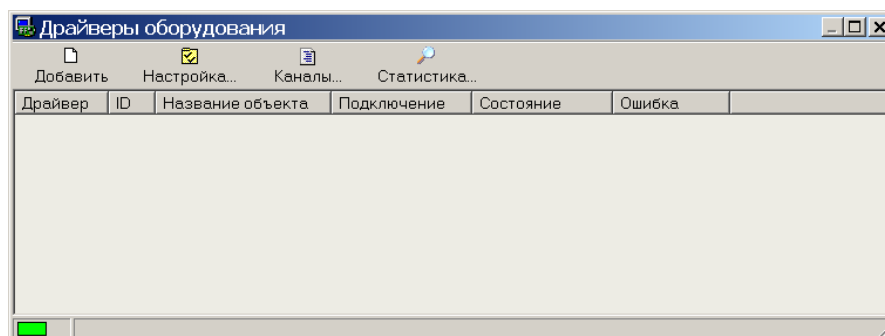 Драйверы оборудования
Добавить Настройка... Каналы... Статистика...
Драйвер ID Название объекта Подключение Состояние Ошибка